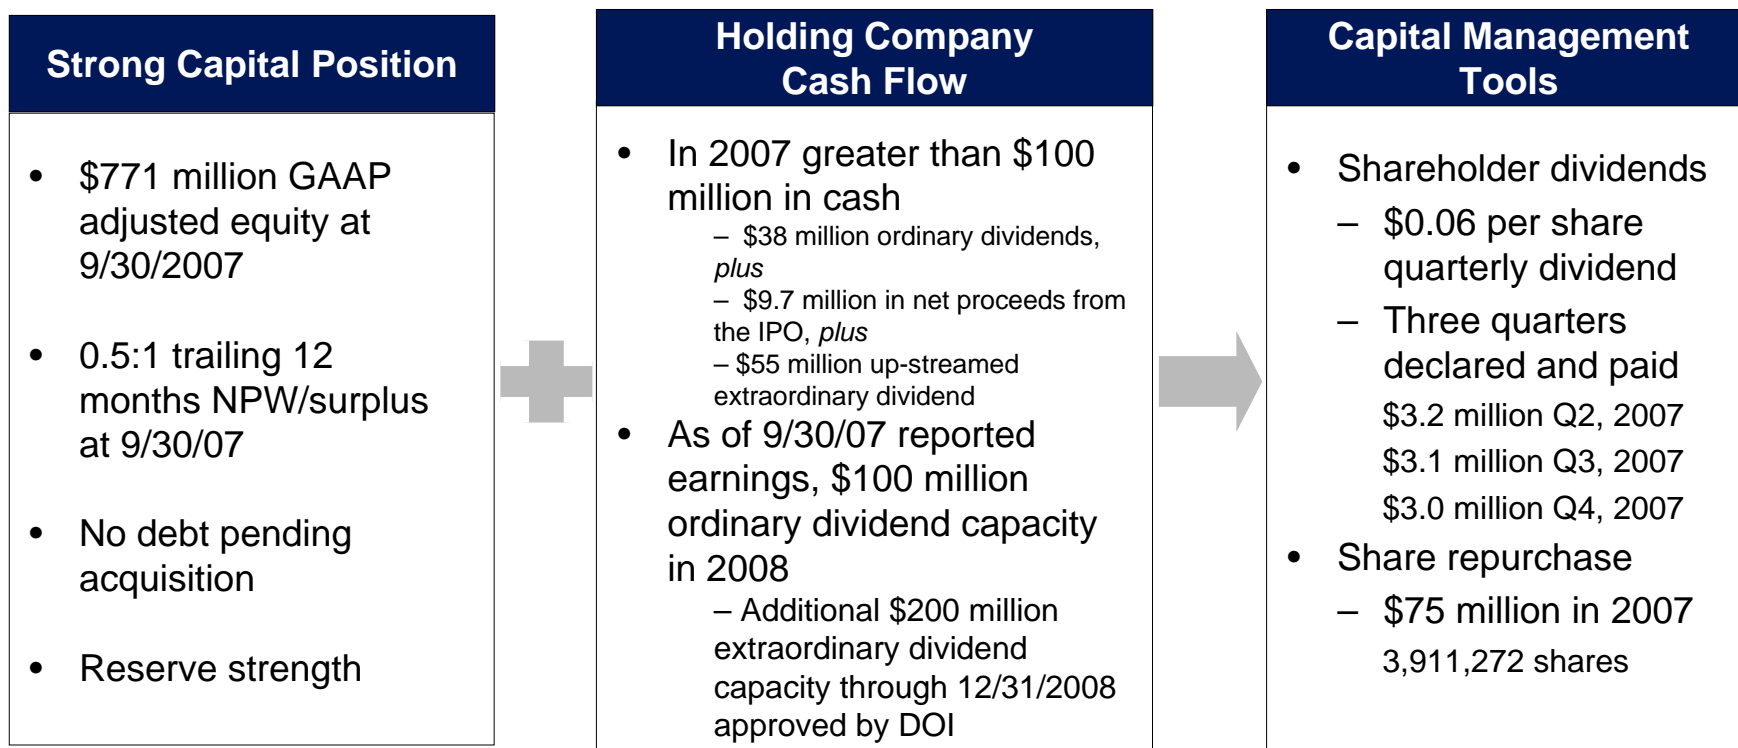 Strong Capital Position
• $771 million GAAP
adjusted equity at
9/30/2007
• 0.5:1 trailing 12
months NPW/surplus
at 9/30/07
• No debt pending
acquisition
• Reserve strength
Holding Company
Cash Flow
• In 2007 greater than $100
million in cash
– $38 million ordinary dividends,
plus
– $9.7 million in net proceeds from
the IPO, plus
– $55 million up-streamed
extraordinary dividend
• As of 9/30/07 reported
earnings, $100 million
ordinary dividend capacity
in 2008
– Additional $200 million
extraordinary dividend
capacity through 12/31/2008
approved by DOI
Capital Management
Tools
• Shareholder dividends
– $0.06 per share
quarterly dividend
– Three quarters
declared and paid
$3.2 million Q2, 2007
$3.1 million Q3, 2007
$3.0 million Q4, 2007
• Share repurchase
– $75 million in 2007
3,911,272 shares